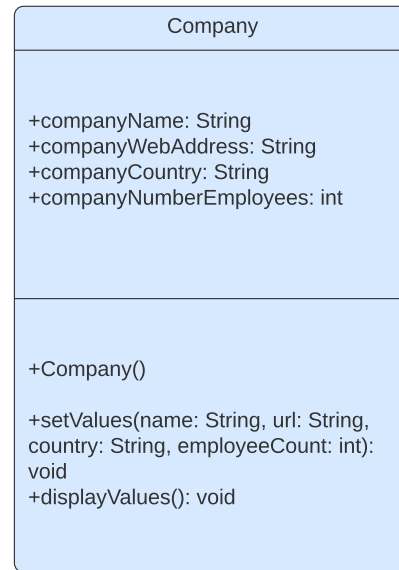 Company
+companyName: String
+companyWebAddress: String
+companyCountry: String
+companyNumberEmployees: int
+Company()
+setValues(name: String, url: String,
country: String, employeeCount: int):
void
+displayValues(): void